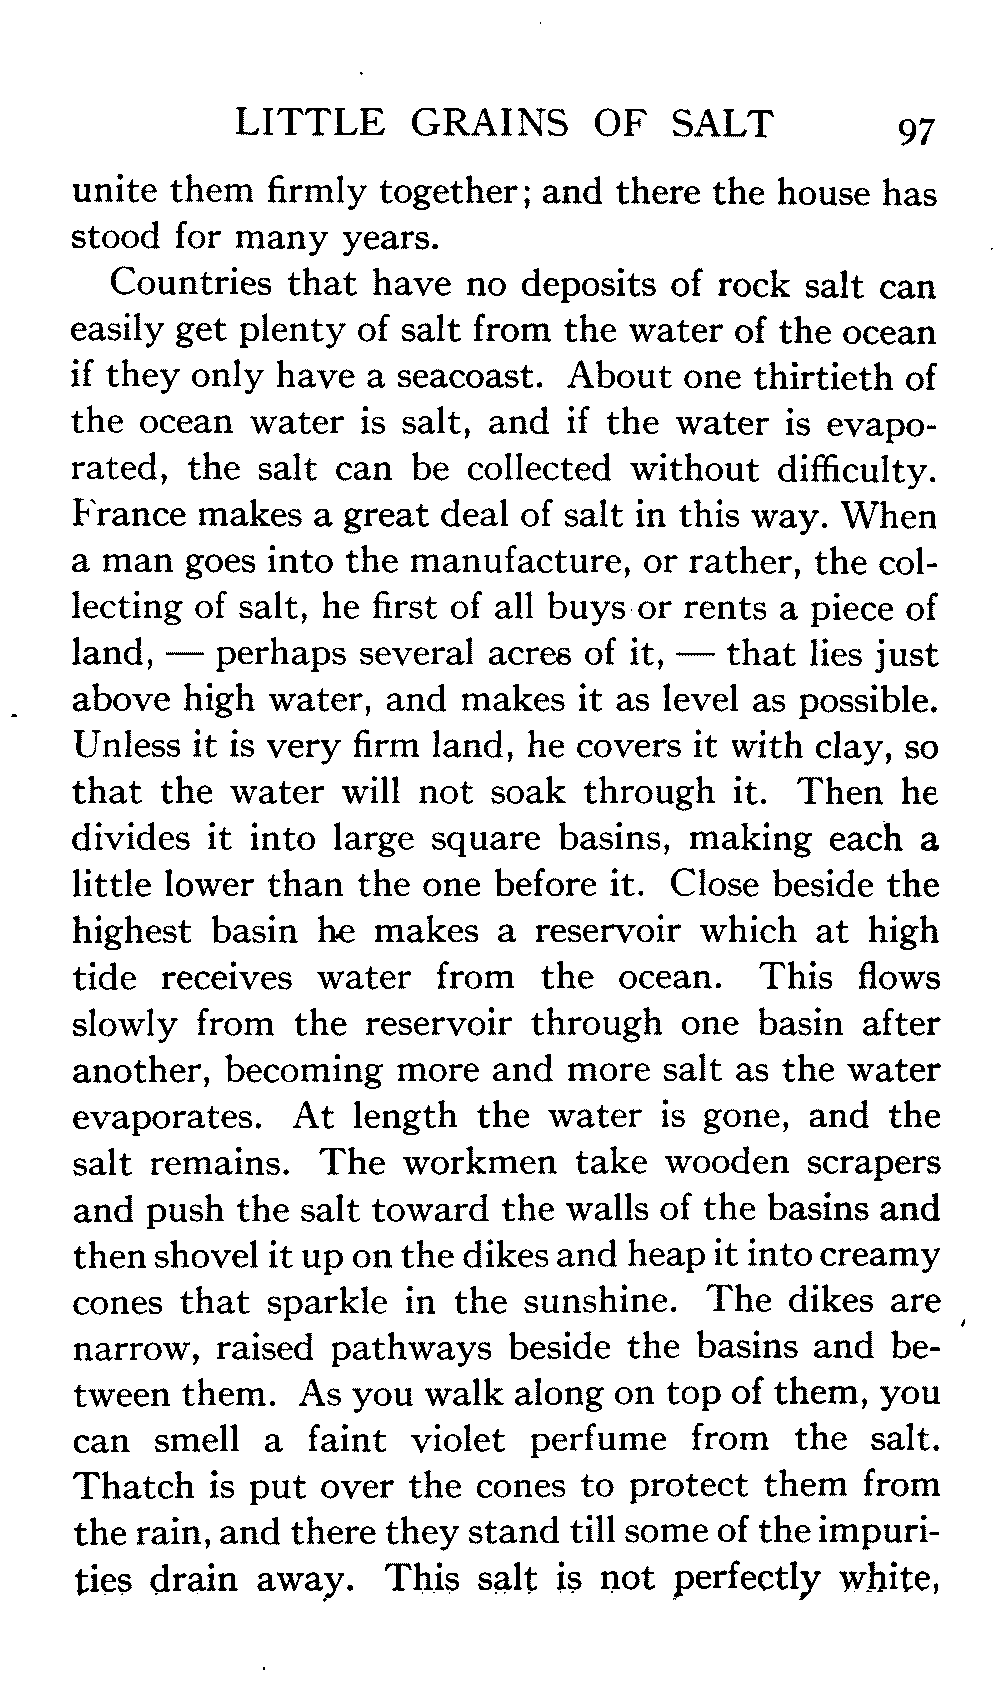 LITTLE GRAINS OF SALT 97
unite them firmly together; and there the house has
stood for many years.
Countries that have no deposits of rock salt can
easily get plenty of salt from the water of the ocean
if they only have a seacoast. About one thirtieth of
the ocean water is salt, and if the water is evapo-
rated, the salt can be collected without difficulty.
France makes a great deal of salt in this way. When
a man goes into the manufacture, or rather, the col-
lecting of salt, he first of all buys or rents a piece of
land, — perhaps several acres of it, — that lies just
above high water, and makes it as level as possible.
Unless it is very firm land, he covers it with clay, so
that the water will not soak through it. Then he
divides it into large square basins, making each a
little lower than the one before it. Close beside the
highest basin he makes a reservoir which at high
tide receives water from the ocean. This flows
slowly from the reservoir through one basin after
another, becoming more and more salt as the water
evaporates. At length the water is gone, and the
salt remains. The workmen take wooden scrapers
and push the salt toward the walls of the basins and
then shovel it up on the dikes and heap it into creamy
cones that sparkle in the sunshine. The dikes are
narrow, raised pathways beside the basins and be-
tween them. As you walk along on top of them, you
can smell a faint violet perfume from the salt.
Thatch is put over the cones to protect them from
the rain, and there they stand till some of the impuri-
ties drain away. This salt is not perfectly white,